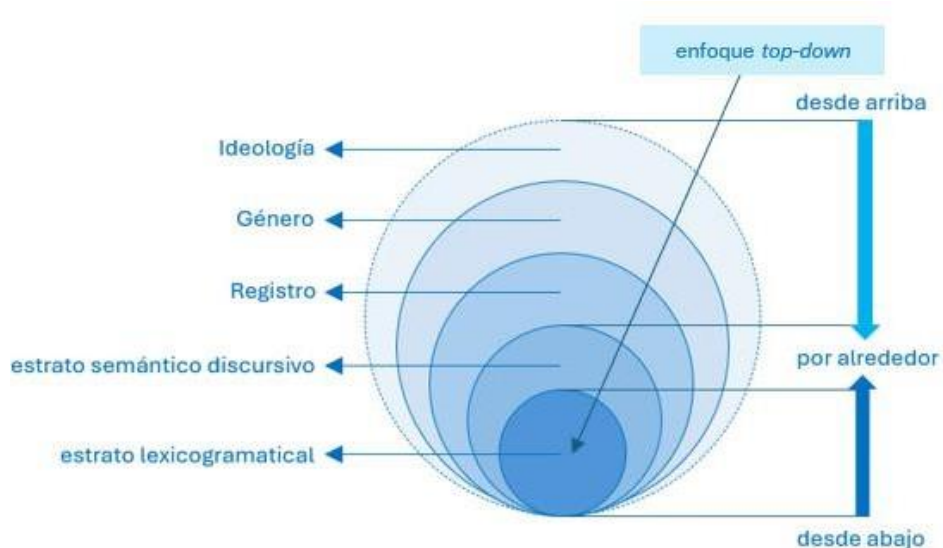 enfoque top-down
desde arriba
Ideología
Género
Registro
por alrededor
estrato semántico discursivo
estrato lexicogramatical
desde abajo